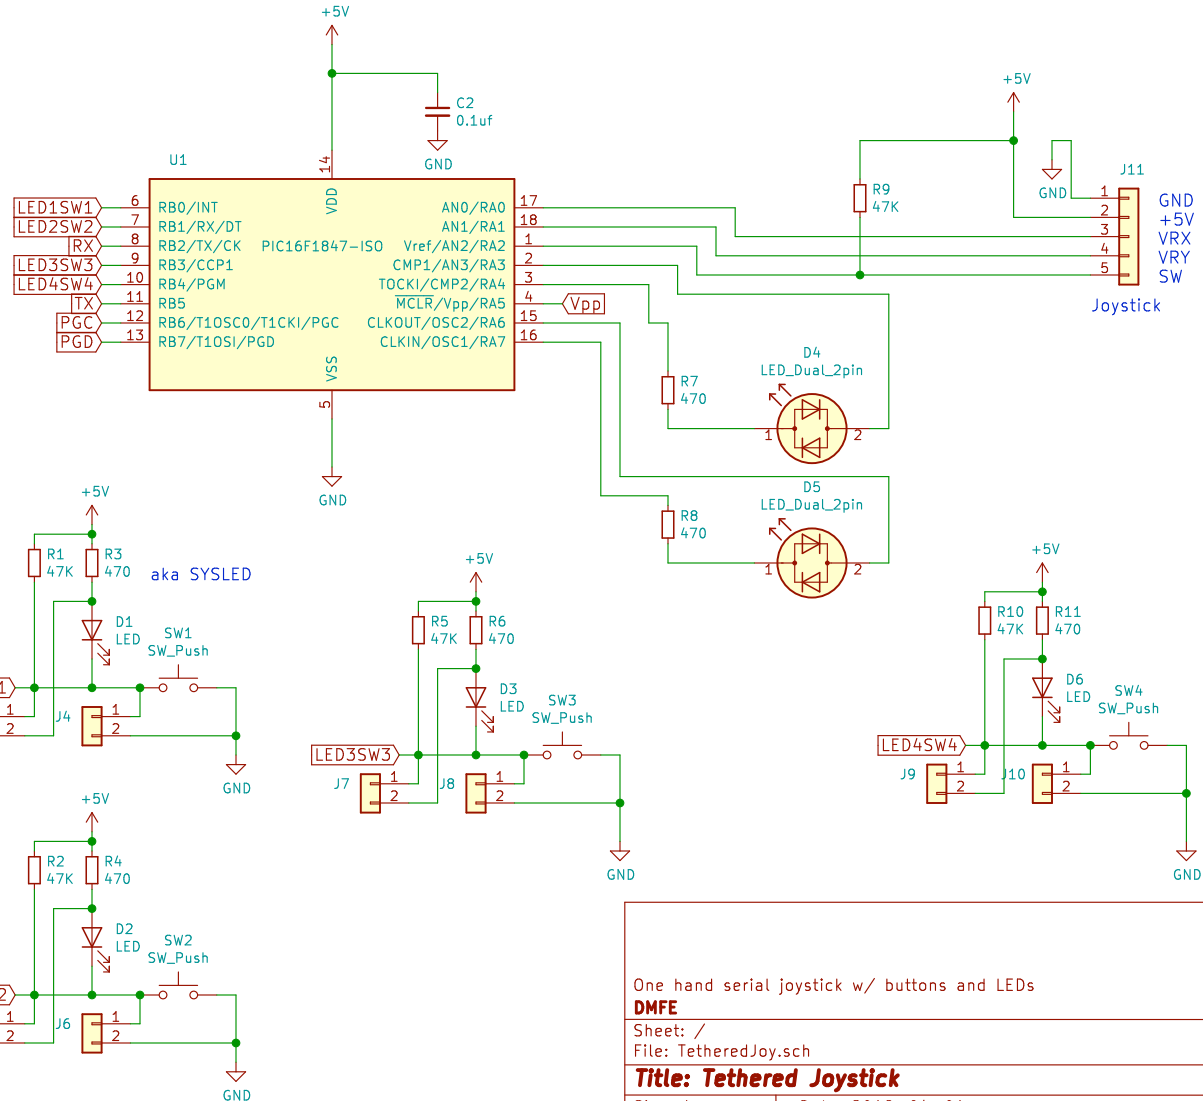 +5V
C2
0.1uf
GND
U1
14
VDD
LED1SW1 6 RB0/INT
LED2SW2 7 RB1/RX/DT
RX 8 RB2/TX/CK
LED3SW3 9 RB3/CCP1
LED4SW4 10 RB4/PGM
TX 11 RB5
PGC 12 RB6/T1OSC0/T1CKI/PGC
PGD 13 RB7/T1OSI/PGD
PIC16F1847-ISO
AN0/RA0 17
AN1/RA1 18
Vref/AN2/RA2 1
CMP1/AN3/RA3 2
TOCKI/CMP2/RA4 3
MCLR/Vpp/RA5 4 Vpp
CLKOUT/OSC2/RA6 15
CLKIN/OSC1/RA7 16
VSS
5
GND
+5V
R9
47K
GND
J11
1 GND
2 +5V
3 VRX
4 VRY
5 SW
Joystick
D4
LED_Dual_2pin
R7
470
1 2
D5
LED_Dual_2pin
R8
470
1 2
+5V
R1
47K
R3
470
aka SYSLED
D1
LED
SW1
SW_Push
1
1
2
J4
1
2
GND
+5V
R5
47K
R6
470
D3
LED
SW3
SW_Push
LED3SW3
J7
1
2
J8
1
2
GND
+5V
R10
47K
R11
470
D6
LED
SW4
SW_Push
LED4SW4
J9
1
2
J10
1
2
GND
+5V
R2
47K
R4
470
D2
LED
SW2
SW_Push
2
1
2
J6
1
2
GND
One hand serial joystick w/ buttons and LEDs
DMFE
Sheet: /
File: TetheredJoy.sch
Title: Tethered Joystick